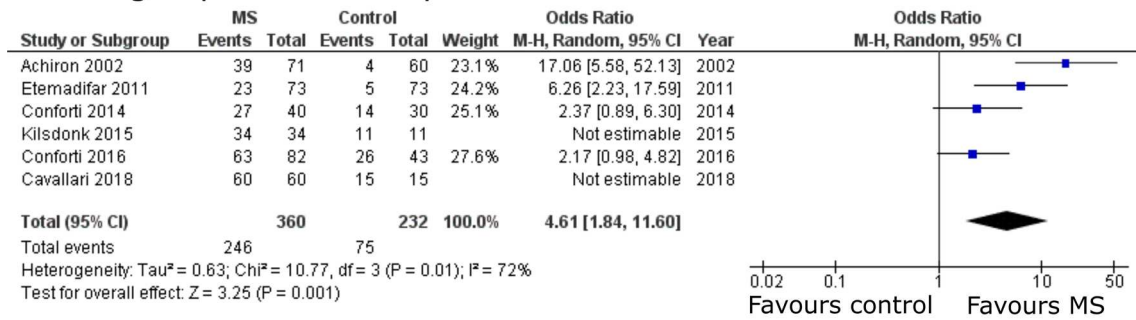 MS Control Odds Ratio Odds Ratio
Study or Subgroup Events Total Events Total Weight M-H, Random, 95% CI Year M-H, Random, 95% CI
Achiron 2002 39 71 4 60 23.1% 17.06 [5.58, 52.13] 2002
Etemadifar 2011 23 73 5 73 24.2% 6.26 [2.23, 17.59] 2011
Conforti 2014 27 40 14 30 25.1% 2.37 [0.89, 6.30] 2014
Kilsdonk 2015 34 34 11 11 Not estimable 2015
Conforti 2016 63 82 26 43 27.6% 2.17 [0.98, 4.82] 2016
Cavallari 2018 60 60 15 15 Not estimable 2018
Total (95% CI) 360 232 100.0% 4.61 [1.84, 11.60]
Total events 246 75
Heterogeneity: Tau² = 0.63; Chi² = 10.77, df = 3 (P = 0.01); I² = 72%
Test for overall effect: Z = 3.25 (P = 0.001)
0.02 0.1 1 10 50
Favours control Favours MS